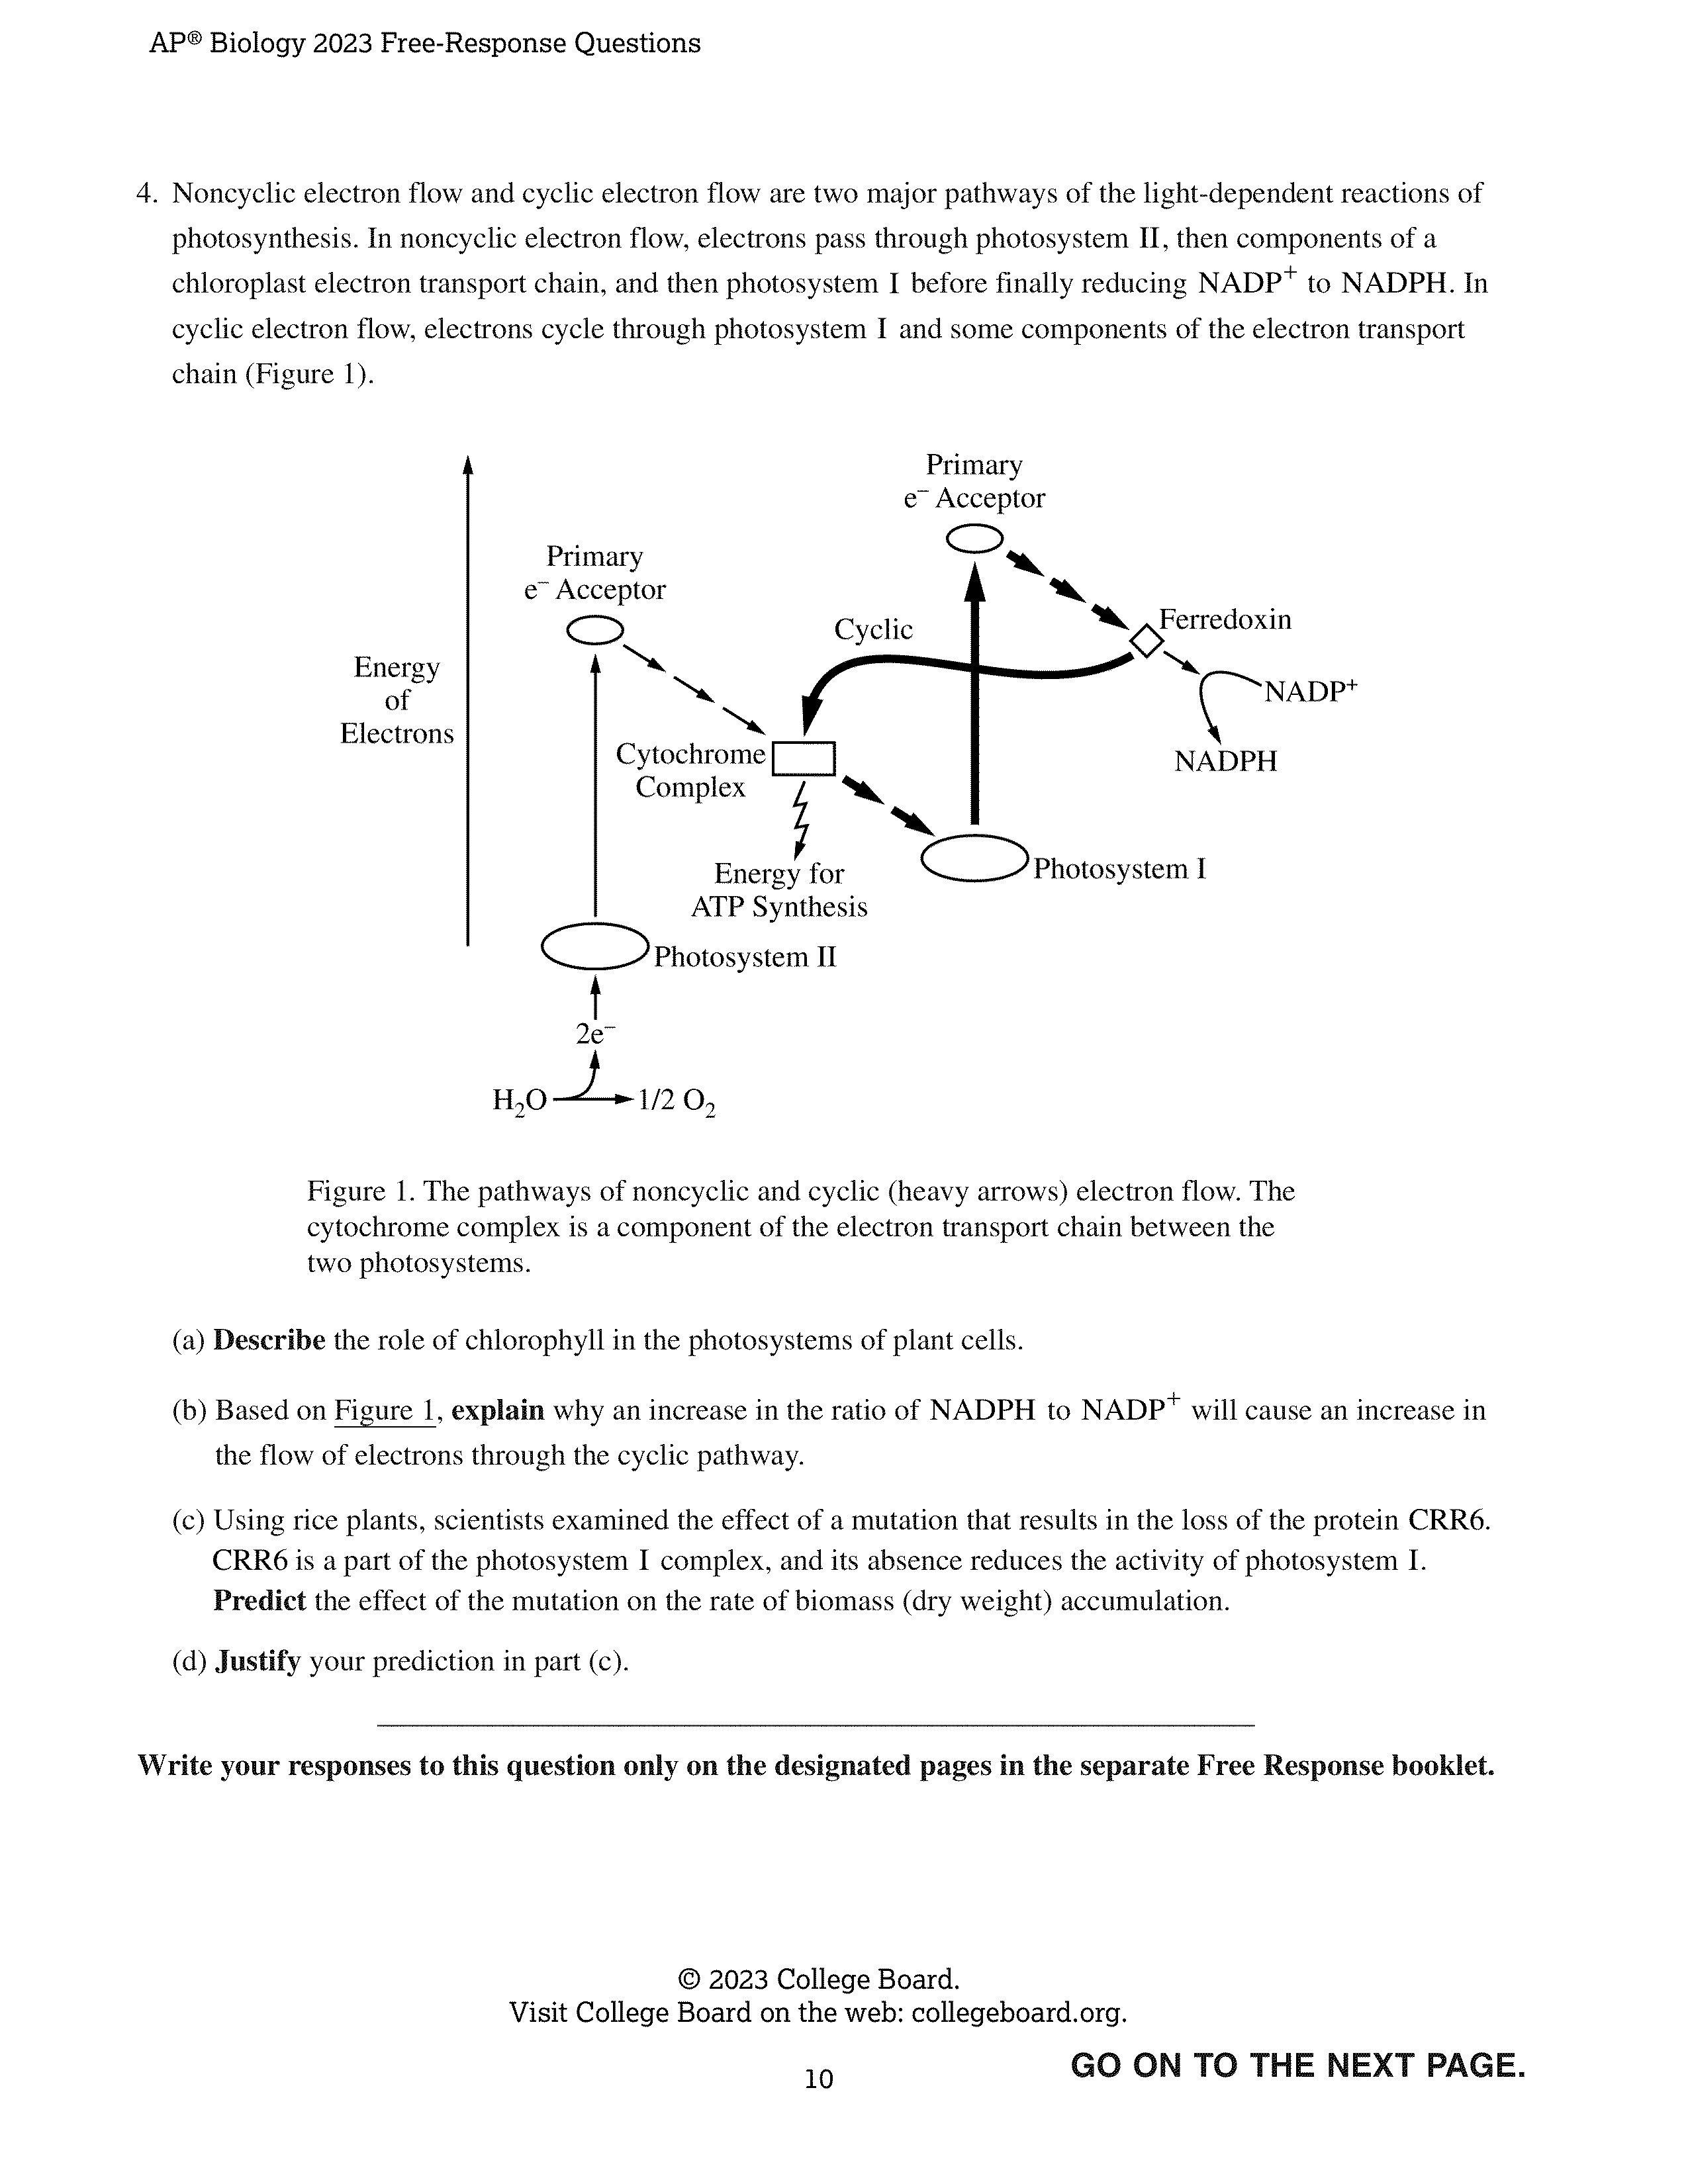 AP® Biology 2023 Free-Response Questions
4. Noncyclic electron flow and cyclic electron flow are two major pathways of the light-dependent reactions of
photosynthesis. In noncyclic electron flow, electrons pass through photosystem II, then components of a
chloroplast electron transport chain, and then photosystem I before finally reducing NADP⁺ to NADPH. In
cyclic electron flow, electrons cycle through photosystem I and some components of the electron transport
chain (Figure 1).
Primary
e⁻ Acceptor
Primary
e⁻ Acceptor
Cyclic
Ferredoxin
Energy
of
Electrons
NADP⁺
NADPH
Cytochrome
Complex
Energy for
ATP Synthesis
Photosystem I
Photosystem II
2e⁻
H₂O
1/2 O₂
Figure 1. The pathways of noncyclic and cyclic (heavy arrows) electron flow. The
cytochrome complex is a component of the electron transport chain between the
two photosystems.
(a) Describe the role of chlorophyll in the photosystems of plant cells.
(b) Based on Figure 1, explain why an increase in the ratio of NADPH to NADP⁺ will cause an increase in
the flow of electrons through the cyclic pathway.
(c) Using rice plants, scientists examined the effect of a mutation that results in the loss of the protein CRR6.
CRR6 is a part of the photosystem I complex, and its absence reduces the activity of photosystem I.
Predict the effect of the mutation on the rate of biomass (dry weight) accumulation.
(d) Justify your prediction in part (c).
Write your responses to this question only on the designated pages in the separate Free Response booklet.
© 2023 College Board.
Visit College Board on the web: collegeboard.org.
GO ON TO THE NEXT PAGE.
10